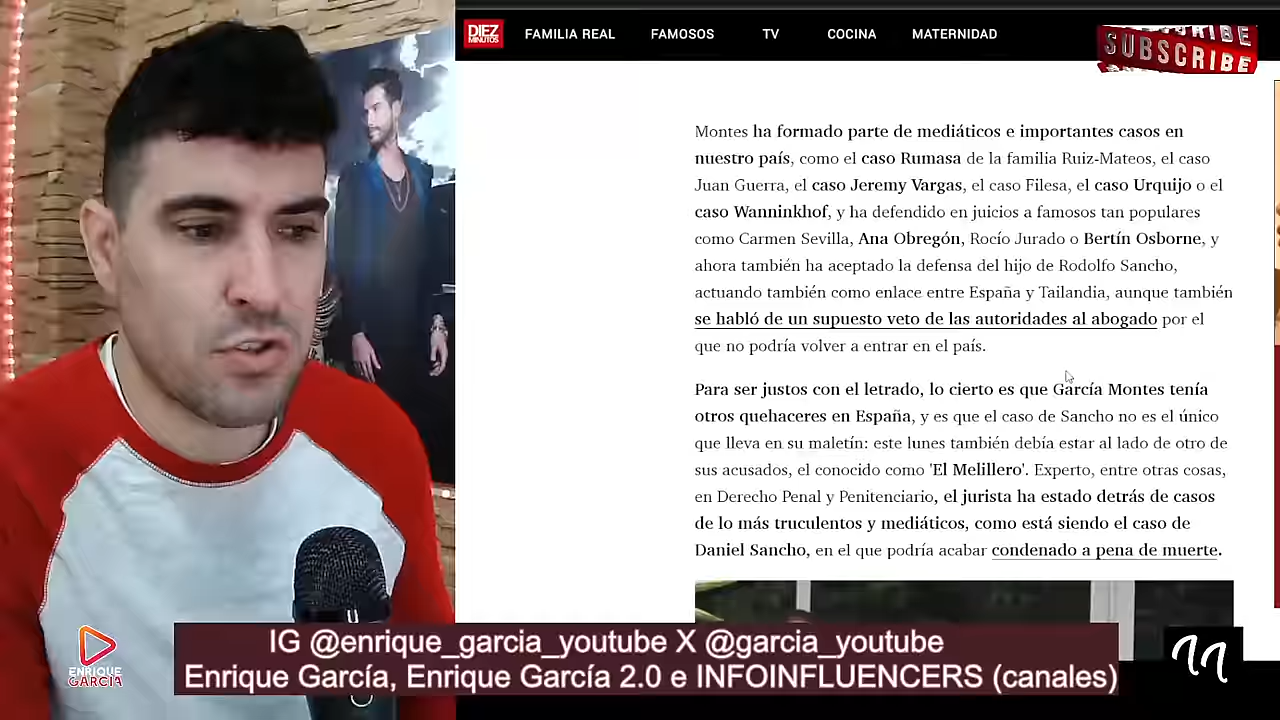 DIEZ
MINUTOS
FAMILIA REAL
FAMOSOS
TV
COCINA
MATERNIDAD
SUBSCRIBE
Montes ha formado parte de mediáticos e importantes casos en
nuestro país, como el caso Rumasa de la familia Ruiz-Mateos, el caso
Juan Guerra, el caso Jeremy Vargas, el caso Filesa, el caso Urquijo o el
caso Wanninkhof, y ha defendido en juicios a famosos tan populares
como Carmen Sevilla, Ana Obregón, Rocío Jurado o Bertín Osborne, y
ahora también ha aceptado la defensa del hijo de Rodolfo Sancho,
actuando también como enlace entre España y Tailandia, aunque también
se habló de un supuesto veto de las autoridades al abogado por el
que no podría volver a entrar en el país.
Para ser justos con el letrado, lo cierto es que García Montes tenía
otros quehaceres en España, y es que el caso de Sancho no es el único
que lleva en su maletín: este lunes también debía estar al lado de otro de
sus acusados, el conocido como 'El Melillero'. Experto, entre otras cosas,
en Derecho Penal y Penitenciario, el jurista ha estado detrás de casos
de lo más truculentos y mediáticos, como está siendo el caso de
Daniel Sancho, en el que podría acabar condenado a pena de muerte.
IG @enrique_garcia_youtube X @garcia_youtube
Enrique García, Enrique García 2.0 e INFOINFLUENCERS (canales)
ENRIQUE
GARCÍA